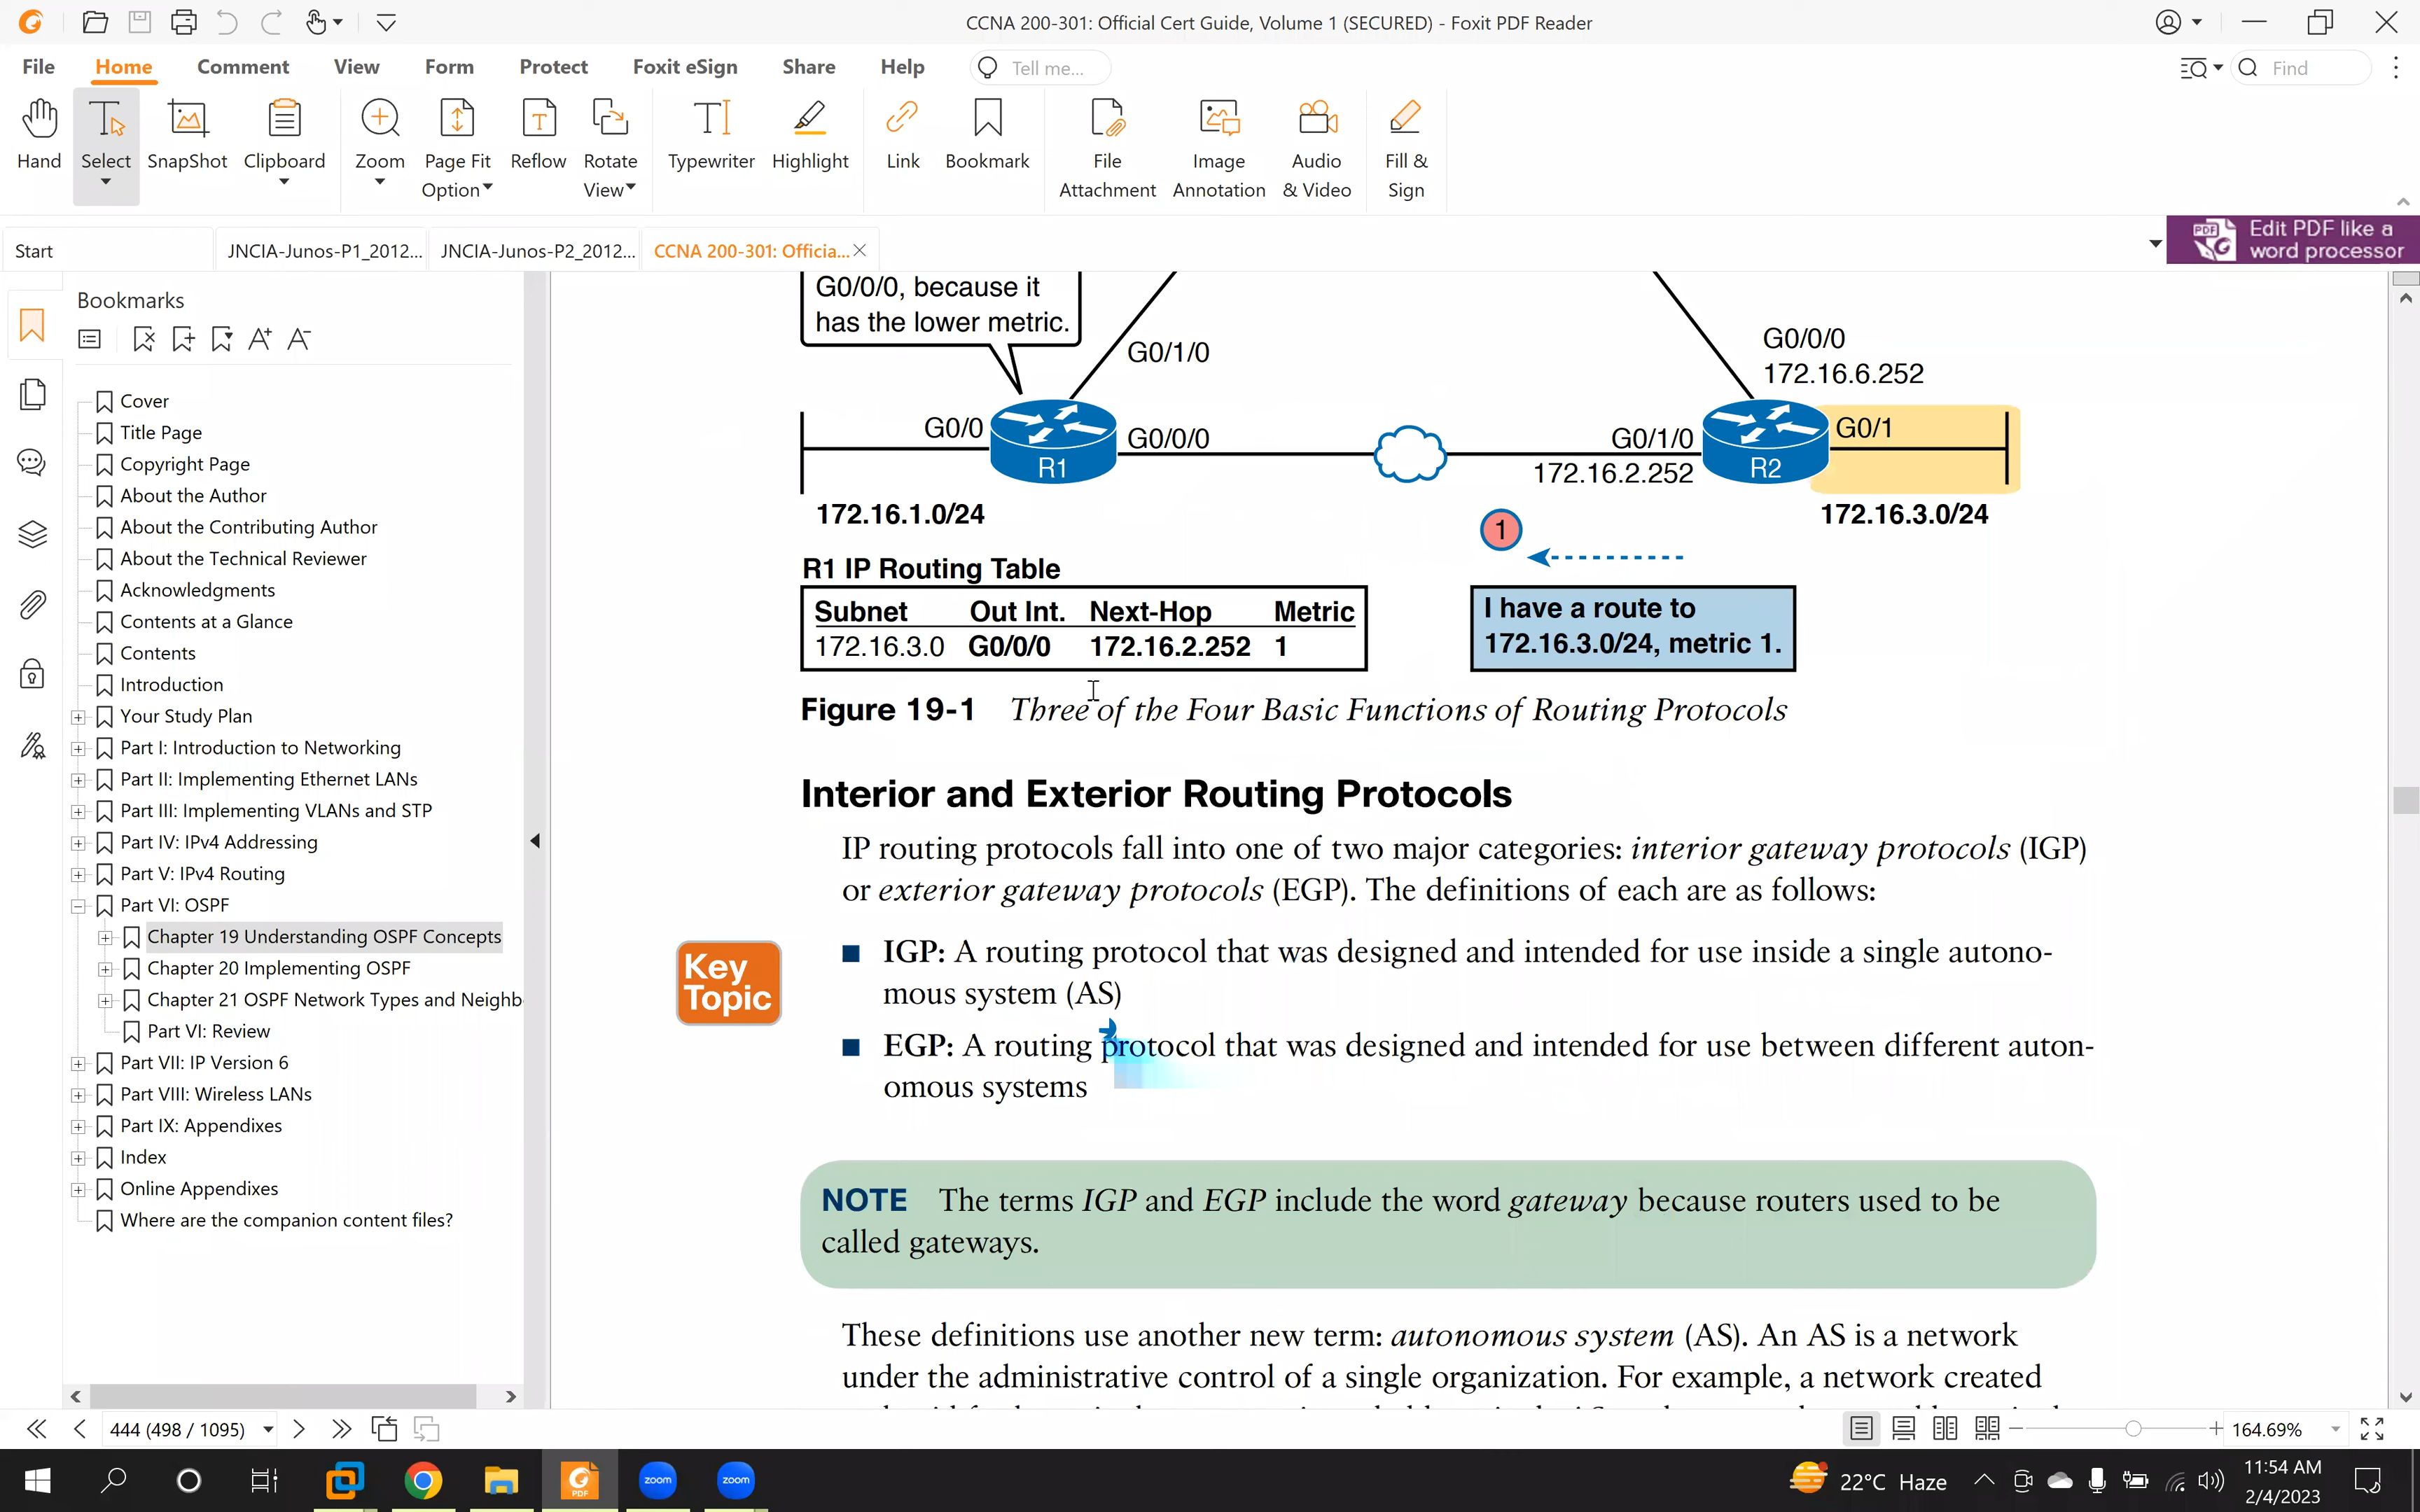 CCNA 200-301: Official Cert Guide, Volume 1 (SECURED) - Foxit PDF Reader
File Home Comment View Form Protect Foxit eSign Share Help Tell me... Find
Hand Select SnapShot Clipboard Zoom Page Fit Option Reflow Rotate View Typewriter Highlight Link Bookmark File Attachment Image Annotation Audio & Video Fill & Sign
Start JNCIA-Junos-P1_2012... JNCIA-Junos-P2_2012... CCNA 200-301: Officia...
PDF Edit PDF like a
word processor
Bookmarks
Cover
Title Page
Copyright Page
About the Author
About the Contributing Author
About the Technical Reviewer
Acknowledgments
Contents at a Glance
Contents
Introduction
Your Study Plan
Part I: Introduction to Networking
Part II: Implementing Ethernet LANs
Part III: Implementing VLANs and STP
Part IV: IPv4 Addressing
Part V: IPv4 Routing
Part VI: OSPF
Chapter 19 Understanding OSPF Concepts
Chapter 20 Implementing OSPF
Chapter 21 OSPF Network Types and Neighb
Part VI: Review
Part VII: IP Version 6
Part VIII: Wireless LANs
Part IX: Appendixes
Index
Online Appendixes
Where are the companion content files?
G0/0/0, because it
has the lower metric.
G0/1/0
G0/0/0
172.16.6.252
G0/0
R1
G0/0/0
G0/1/0
172.16.2.252
R2
G0/1
172.16.1.0/24
172.16.3.0/24
1
R1 IP Routing Table
Subnet Out Int. Next-Hop Metric
172.16.3.0 G0/0/0 172.16.2.252 1
I have a route to
172.16.3.0/24, metric 1.
Figure 19-1 Three of the Four Basic Functions of Routing Protocols
Interior and Exterior Routing Protocols
IP routing protocols fall into one of two major categories: interior gateway protocols (IGP)
or exterior gateway protocols (EGP). The definitions of each are as follows:
Key
Topic
■ IGP: A routing protocol that was designed and intended for use inside a single autono-
mous system (AS)
■ EGP: A routing protocol that was designed and intended for use between different auton-
omous systems
NOTE The terms IGP and EGP include the word gateway because routers used to be
called gateways.
These definitions use another new term: autonomous system (AS). An AS is a network
under the administrative control of a single organization. For example, a network created
444 (498 / 1095)
164.69%
PDF
zoom
zoom
22°C Haze
11:54 AM
2/4/2023